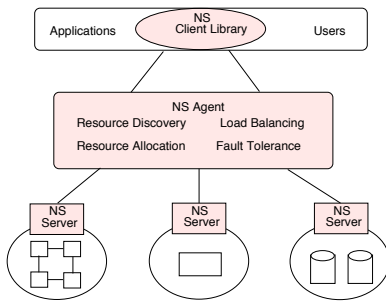 NS
Applications Client Library Users
NS Agent
Resource Discovery Load Balancing
Resource Allocation Fault Tolerance
NS NS NS
Server Server Server